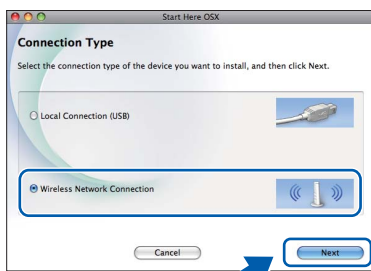 Start Here OSX
Connection Type
Select the connection type of the device you want to install, and then click Next.
Local Connection (USB)
Wireless Network Connection
Cancel
Next